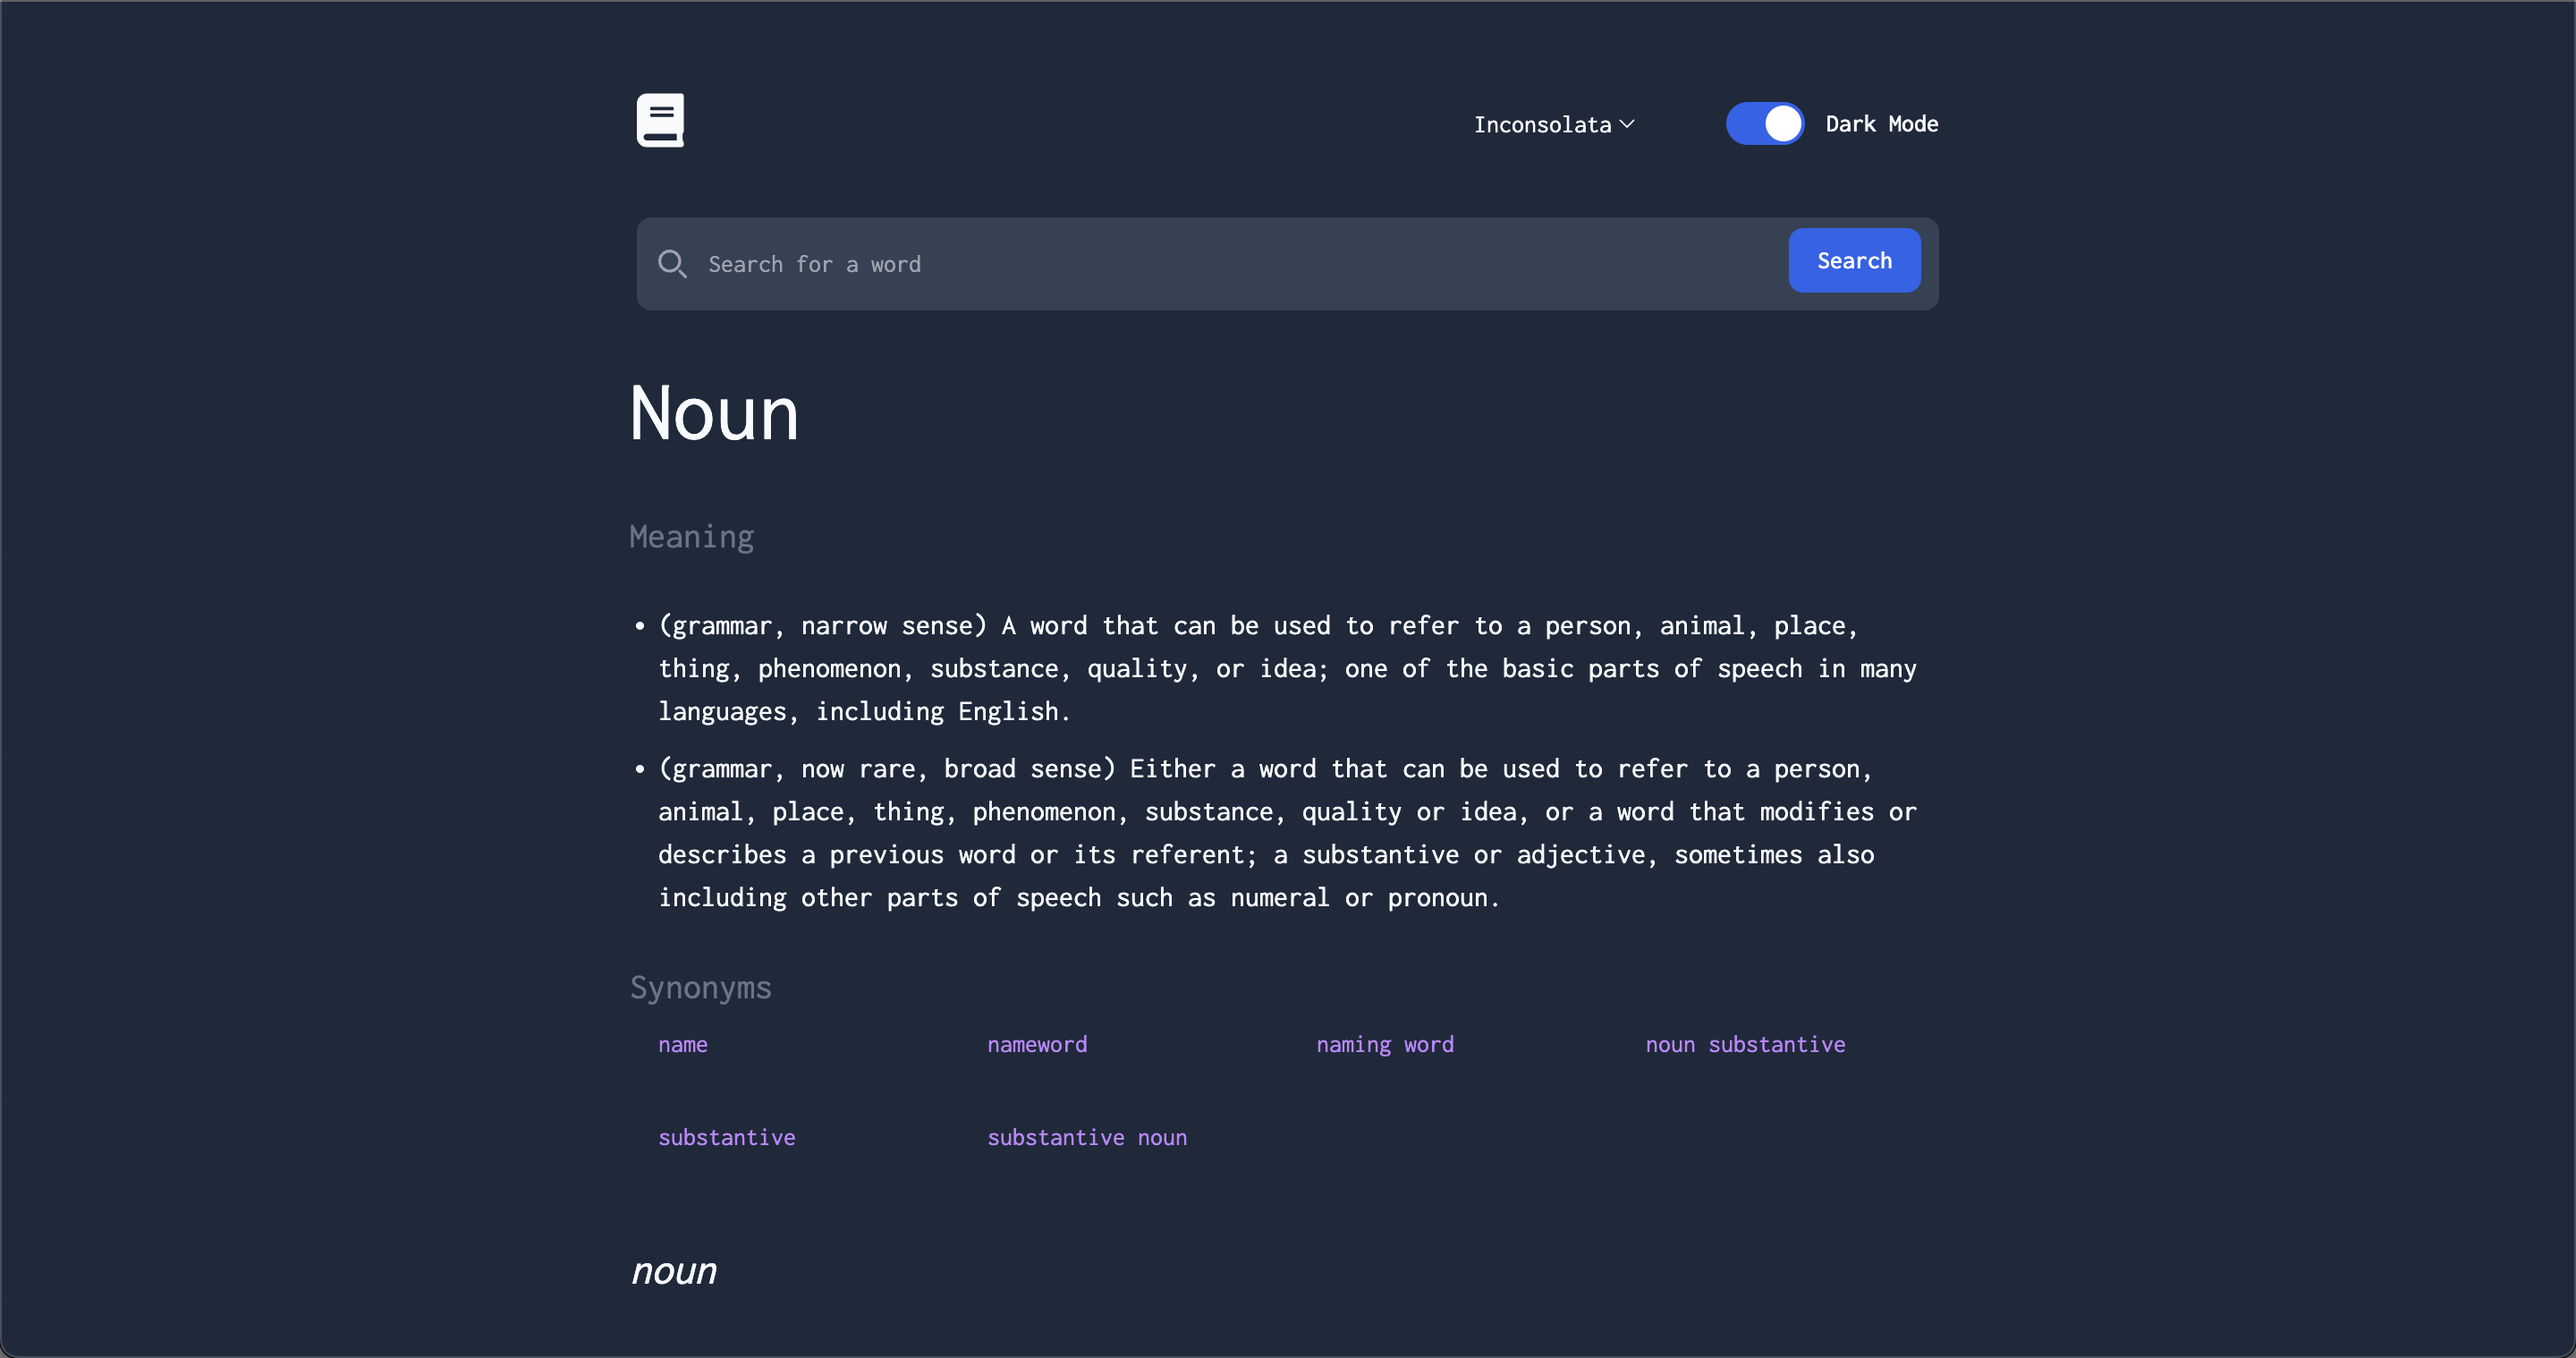 Inconsolata
Dark Mode
Search for a word
Search
Noun
Meaning
• (grammar, narrow sense) A word that can be used to refer to a person, animal, place,
thing, phenomenon, substance, quality, or idea; one of the basic parts of speech in many
languages, including English.
• (grammar, now rare, broad sense) Either a word that can be used to refer to a person,
animal, place, thing, phenomenon, substance, quality or idea, or a word that modifies or
describes a previous word or its referent; a substantive or adjective, sometimes also
including other parts of speech such as numeral or pronoun.
Synonyms
name nameword naming word noun substantive
substantive substantive noun
noun